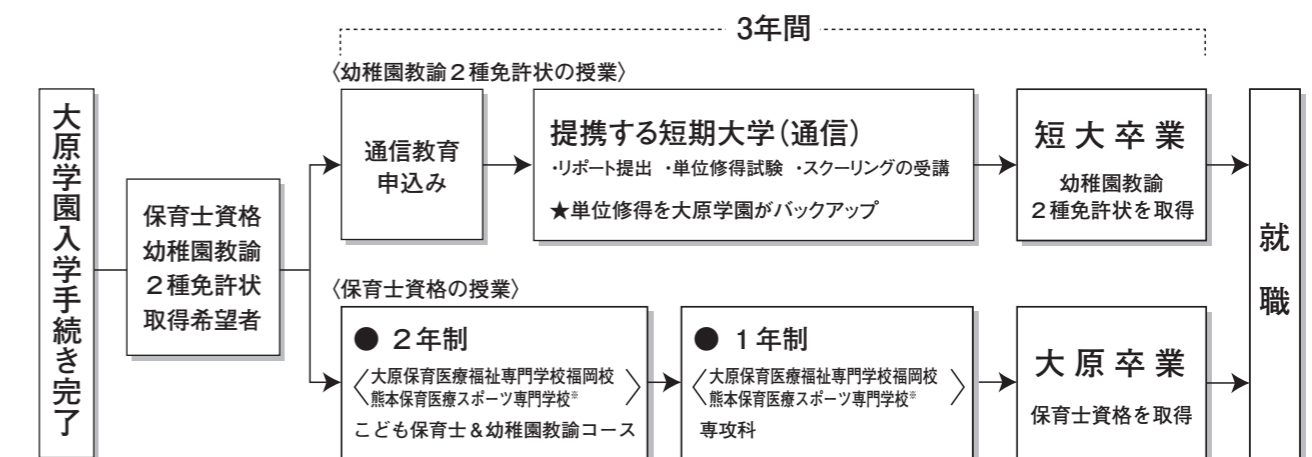 3年間
〈幼稚園教諭２種免許状の授業〉
大原学園入学手続き完了
保育士資格
幼稚園教諭
２種免許状
取得希望者
通信教育
申込み
提携する短期大学（通信）
・リポート提出 ・単位修得試験 ・スクーリングの受講
★単位修得を大原学園がバックアップ
短大卒業
幼稚園教諭
２種免許状を取得
〈保育士資格の授業〉
● ２年制
〈大原保育医療福祉専門学校福岡校
熊本保育医療スポーツ専門学校※〉
こども保育士＆幼稚園教諭コース
● １年制
〈大原保育医療福祉専門学校福岡校
熊本保育医療スポーツ専門学校※〉
専攻科
大原卒業
保育士資格を取得
就職